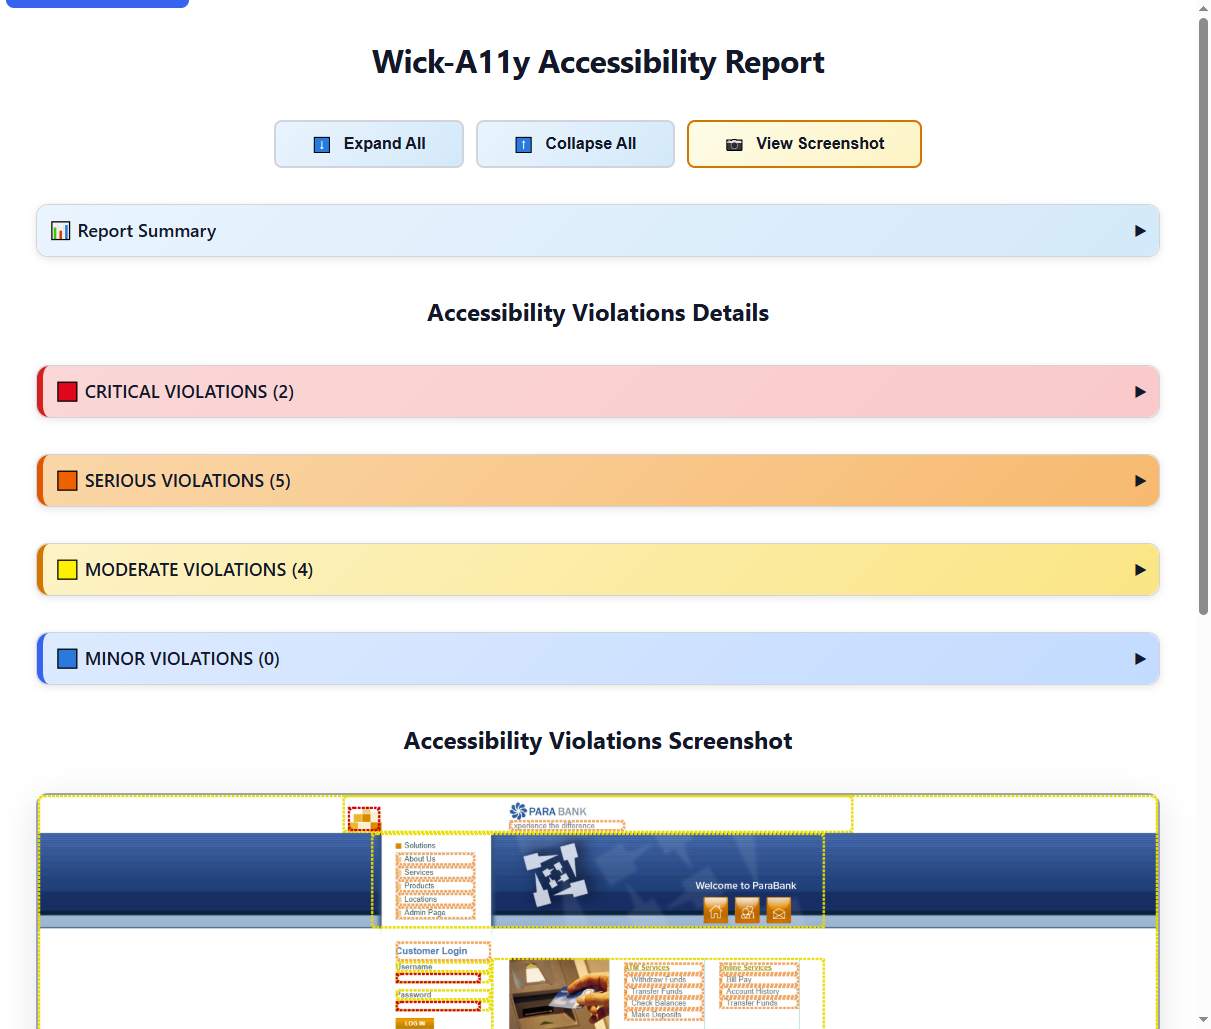 Wick-A11y Accessibility Report
Expand All
Collapse All
View Screenshot
Report Summary
Accessibility Violations Details
CRITICAL VIOLATIONS (2)
SERIOUS VIOLATIONS (5)
MODERATE VIOLATIONS (4)
MINOR VIOLATIONS (0)
Accessibility Violations Screenshot
PARA BANK
Experience the difference
Solutions
About Us
Services
Products
Locations
Admin Page
Welcome to ParaBank
Customer Login
Username
Password
LOG IN
ATM Services
Withdraw Funds
Transfer Funds
Check Balances
Make Deposits
Online Services
Bill Pay
Account History
Transfer Funds